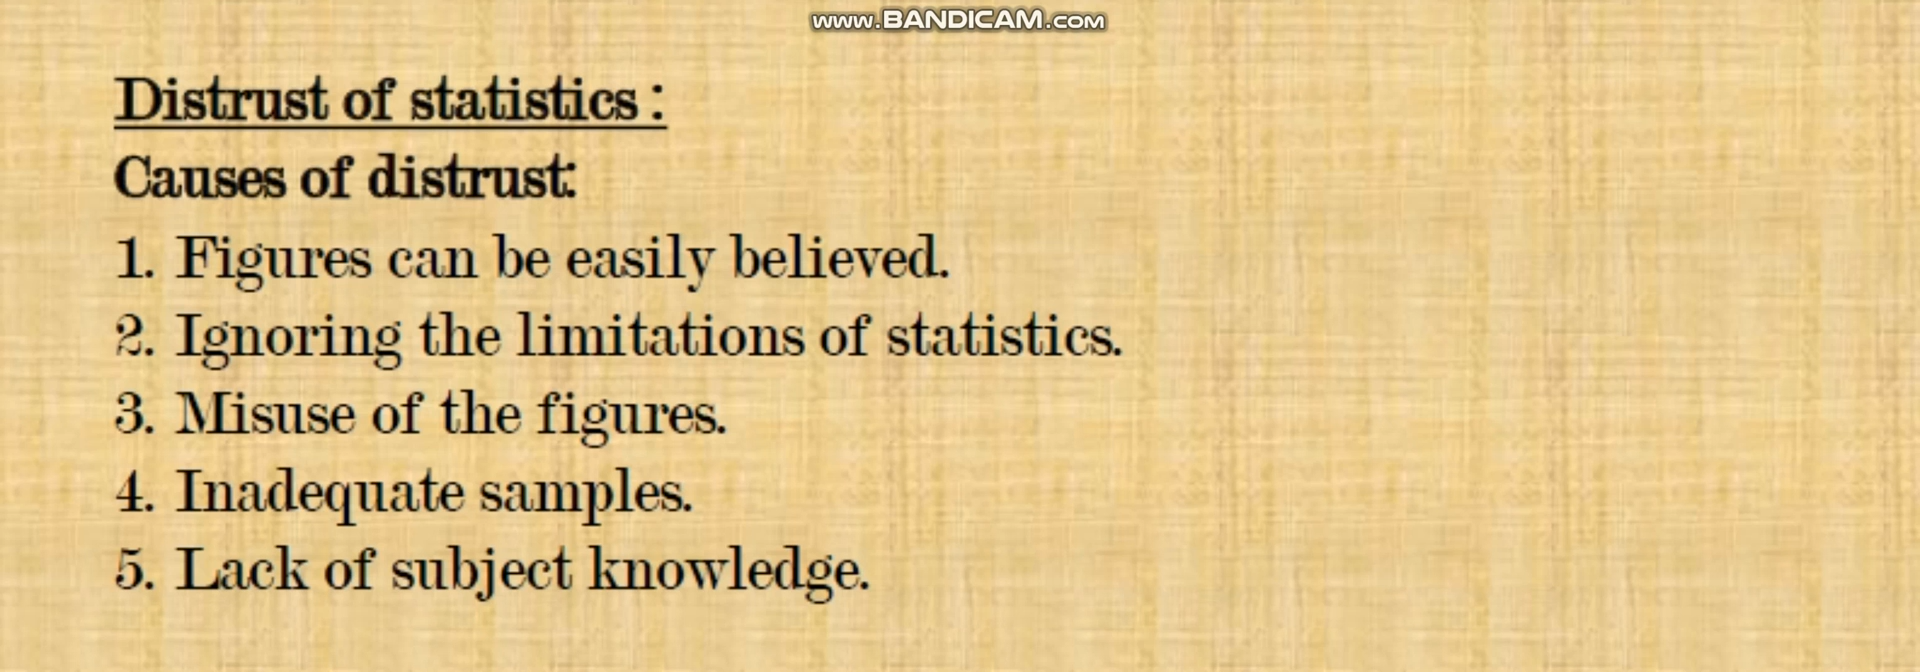 www.BANDICAM.com
Distrust of statistics :
Causes of distrust:
1. Figures can be easily believed.
2. Ignoring the limitations of statistics.
3. Misuse of the figures.
4. Inadequate samples.
5. Lack of subject knowledge.